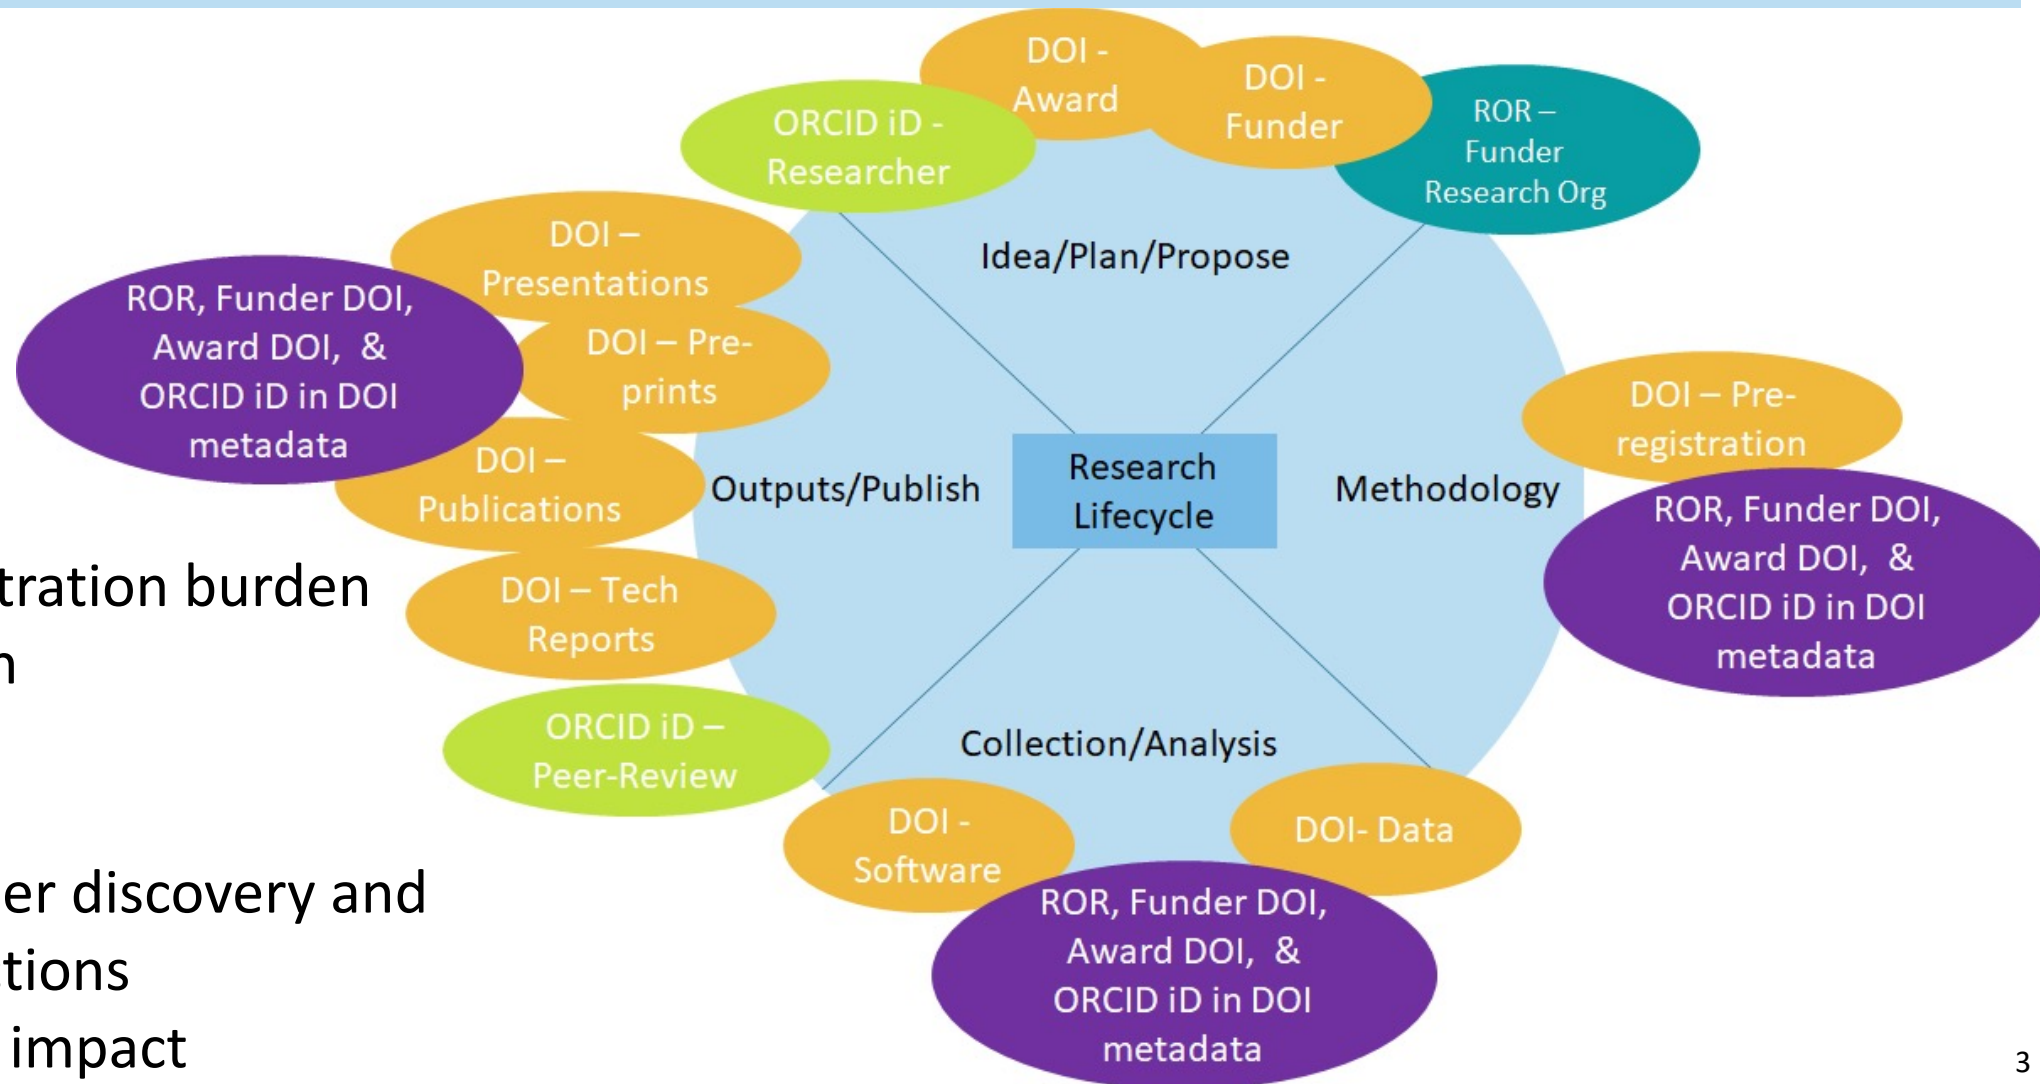 DOI -
Award
DOI -
Funder
ROR –
Funder
Research Org
ORCID iD -
Researcher
Idea/Plan/Propose
DOI –
Presentations
ROR, Funder DOI,
Award DOI, &
ORCID iD in DOI
metadata
DOI – Pre-
prints
DOI –
Publications
Outputs/Publish
Research
Lifecycle
Methodology
DOI – Pre-
registration
ROR, Funder DOI,
Award DOI, &
ORCID iD in DOI
metadata
DOI – Tech
Reports
ORCID iD –
Peer-Review
Collection/Analysis
DOI -
Software
DOI- Data
ROR, Funder DOI,
Award DOI, &
ORCID iD in DOI
metadata
tration burden
n
er discovery and
tions
impact
3